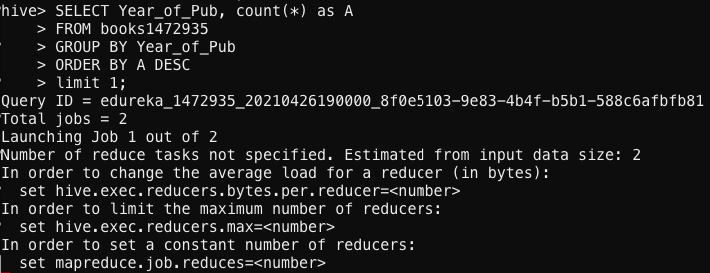 hive> SELECT Year_of_Pub, count(*) as A
> FROM books1472935
> GROUP BY Year_of_Pub
> ORDER BY A DESC
> limit 1;
Query ID = edureka_1472935_20210426190000_8f0e5103-9e83-4b4f-b5b1-588c6afbfb81
Total jobs = 2
Launching Job 1 out of 2
Number of reduce tasks not specified. Estimated from input data size: 2
In order to change the average load for a reducer (in bytes):
set hive.exec.reducers.bytes.per.reducer=<number>
In order to limit the maximum number of reducers:
set hive.exec.reducers.max=<number>
In order to set a constant number of reducers:
set mapreduce.job.reduces=<number>